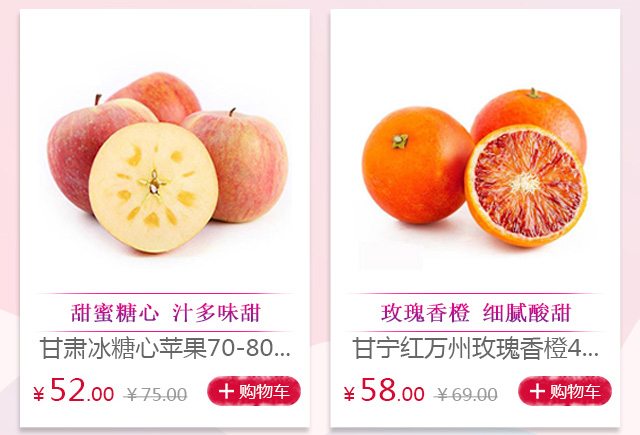 甜蜜糖心 汁多味甜
甘肃冰糖心苹果70-80...
¥52.00 ¥75.00 +购物车
玫瑰香橙 细腻酸甜
甘宁红万州玫瑰香橙4...
¥58.00 ¥69.00 +购物车